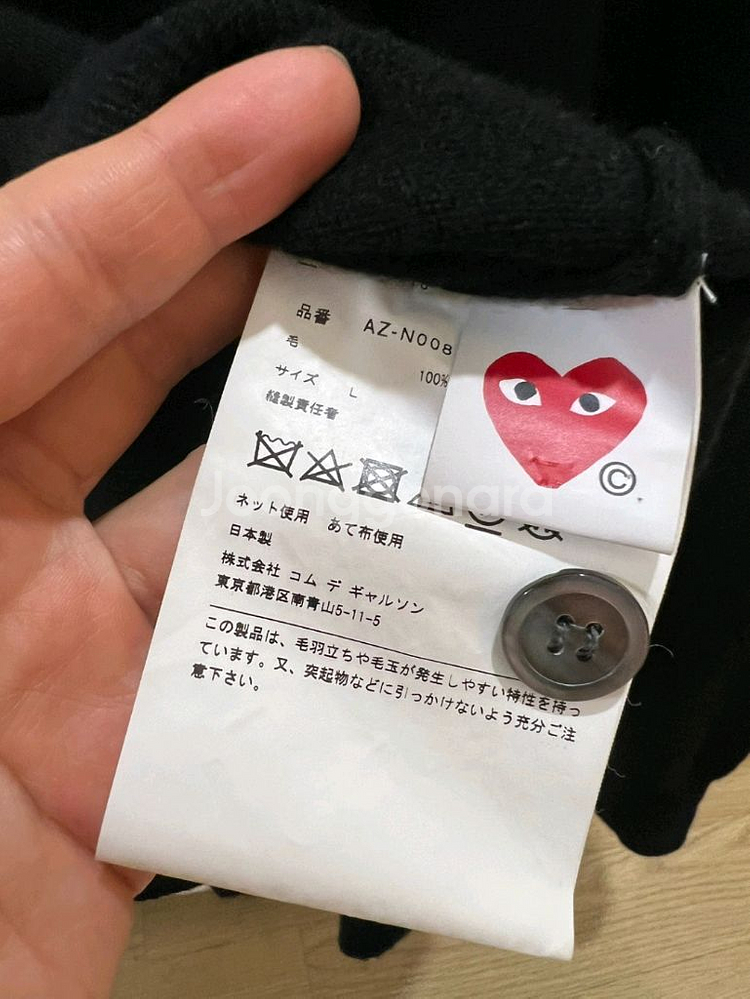 品番 AZ-N008
毛 100%
サイズ L
縫製責任者
©
ネット使用 あて布使用
日本製
株式会社 コム デ ギャルソン
東京都港区南青山5-11-5
この製品は、毛羽立ちや毛玉が発生しやすい特性を持っ
ています。又、突起物などに引っかけないよう充分ご注
意下さい。
Joongonara